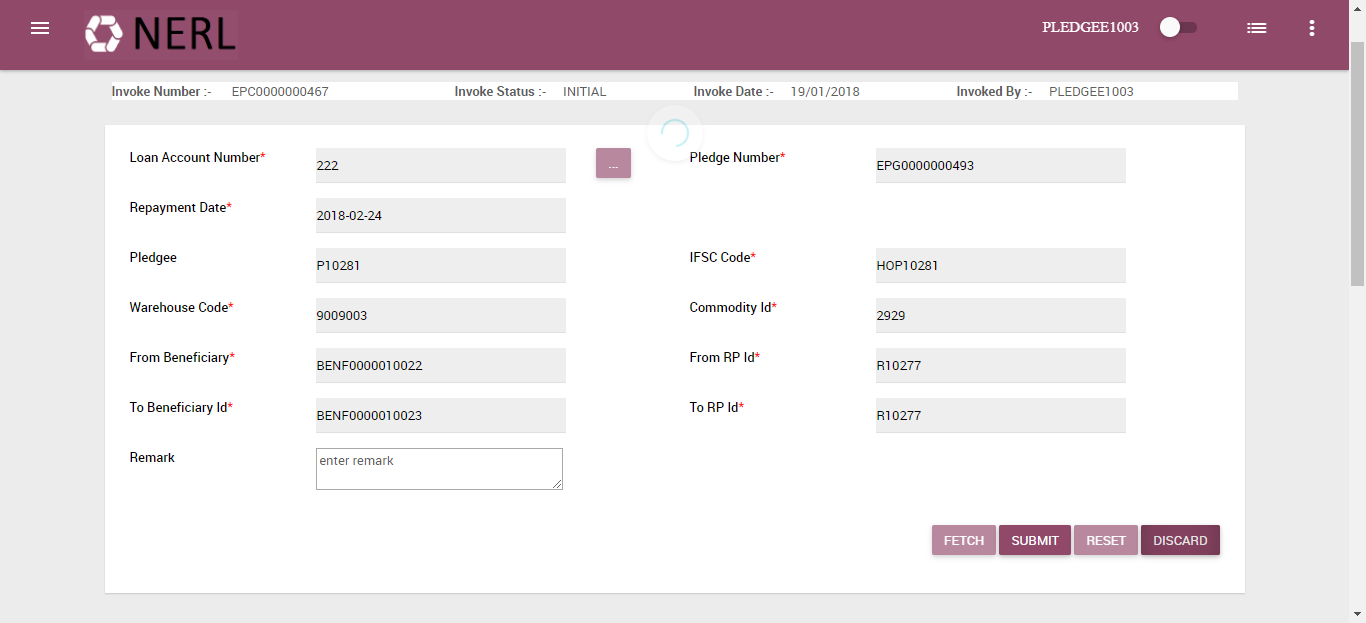 NERL
PLEDGEE1003
Invoke Number :- EPC0000000467 Invoke Status :- INITIAL Invoke Date :- 19/01/2018 Invoked By :- PLEDGEE1003
Loan Account Number* 222 ... Pledge Number* EPG0000000493
Repayment Date* 2018-02-24
Pledgee P10281 IFSC Code* HOP10281
Warehouse Code* 9009003 Commodity Id* 2929
From Beneficiary* BENF0000010022 From RP Id* R10277
To Beneficiary Id* BENF0000010023 To RP Id* R10277
Remark enter remark
FETCH SUBMIT RESET DISCARD